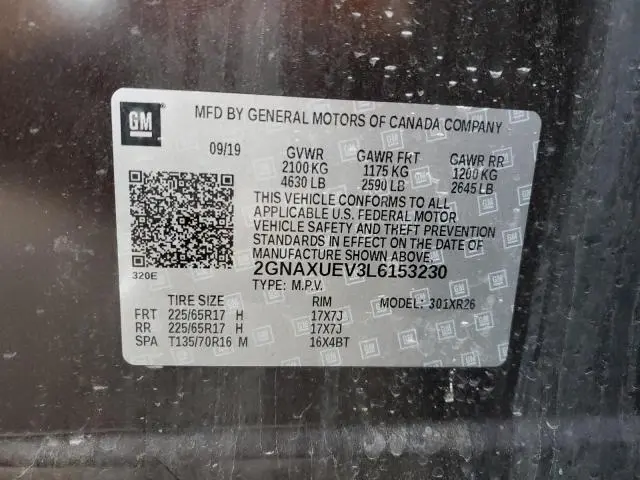 GM
MFD BY GENERAL MOTORS OF CANADA COMPANY
09/19 GVWR GAWR FRT GAWR RR
2100 KG 1175 KG 1200 KG
4630 LB 2590 LB 2645 LB
THIS VEHICLE CONFORMS TO ALL
APPLICABLE U.S. FEDERAL MOTOR
VEHICLE SAFETY AND THEFT PREVENTION
STANDARDS IN EFFECT ON THE DATE
OF MANUFACTURE SHOWN ABOVE.
320E 2GNAXUEV3L6153230
TYPE: M.P.V.
TIRE SIZE RIM MODEL: 301XR26
FRT 225/65R17 H 17X7J
RR 225/65R17 H 17X7J
SPA T135/70R16 M 16X4BT